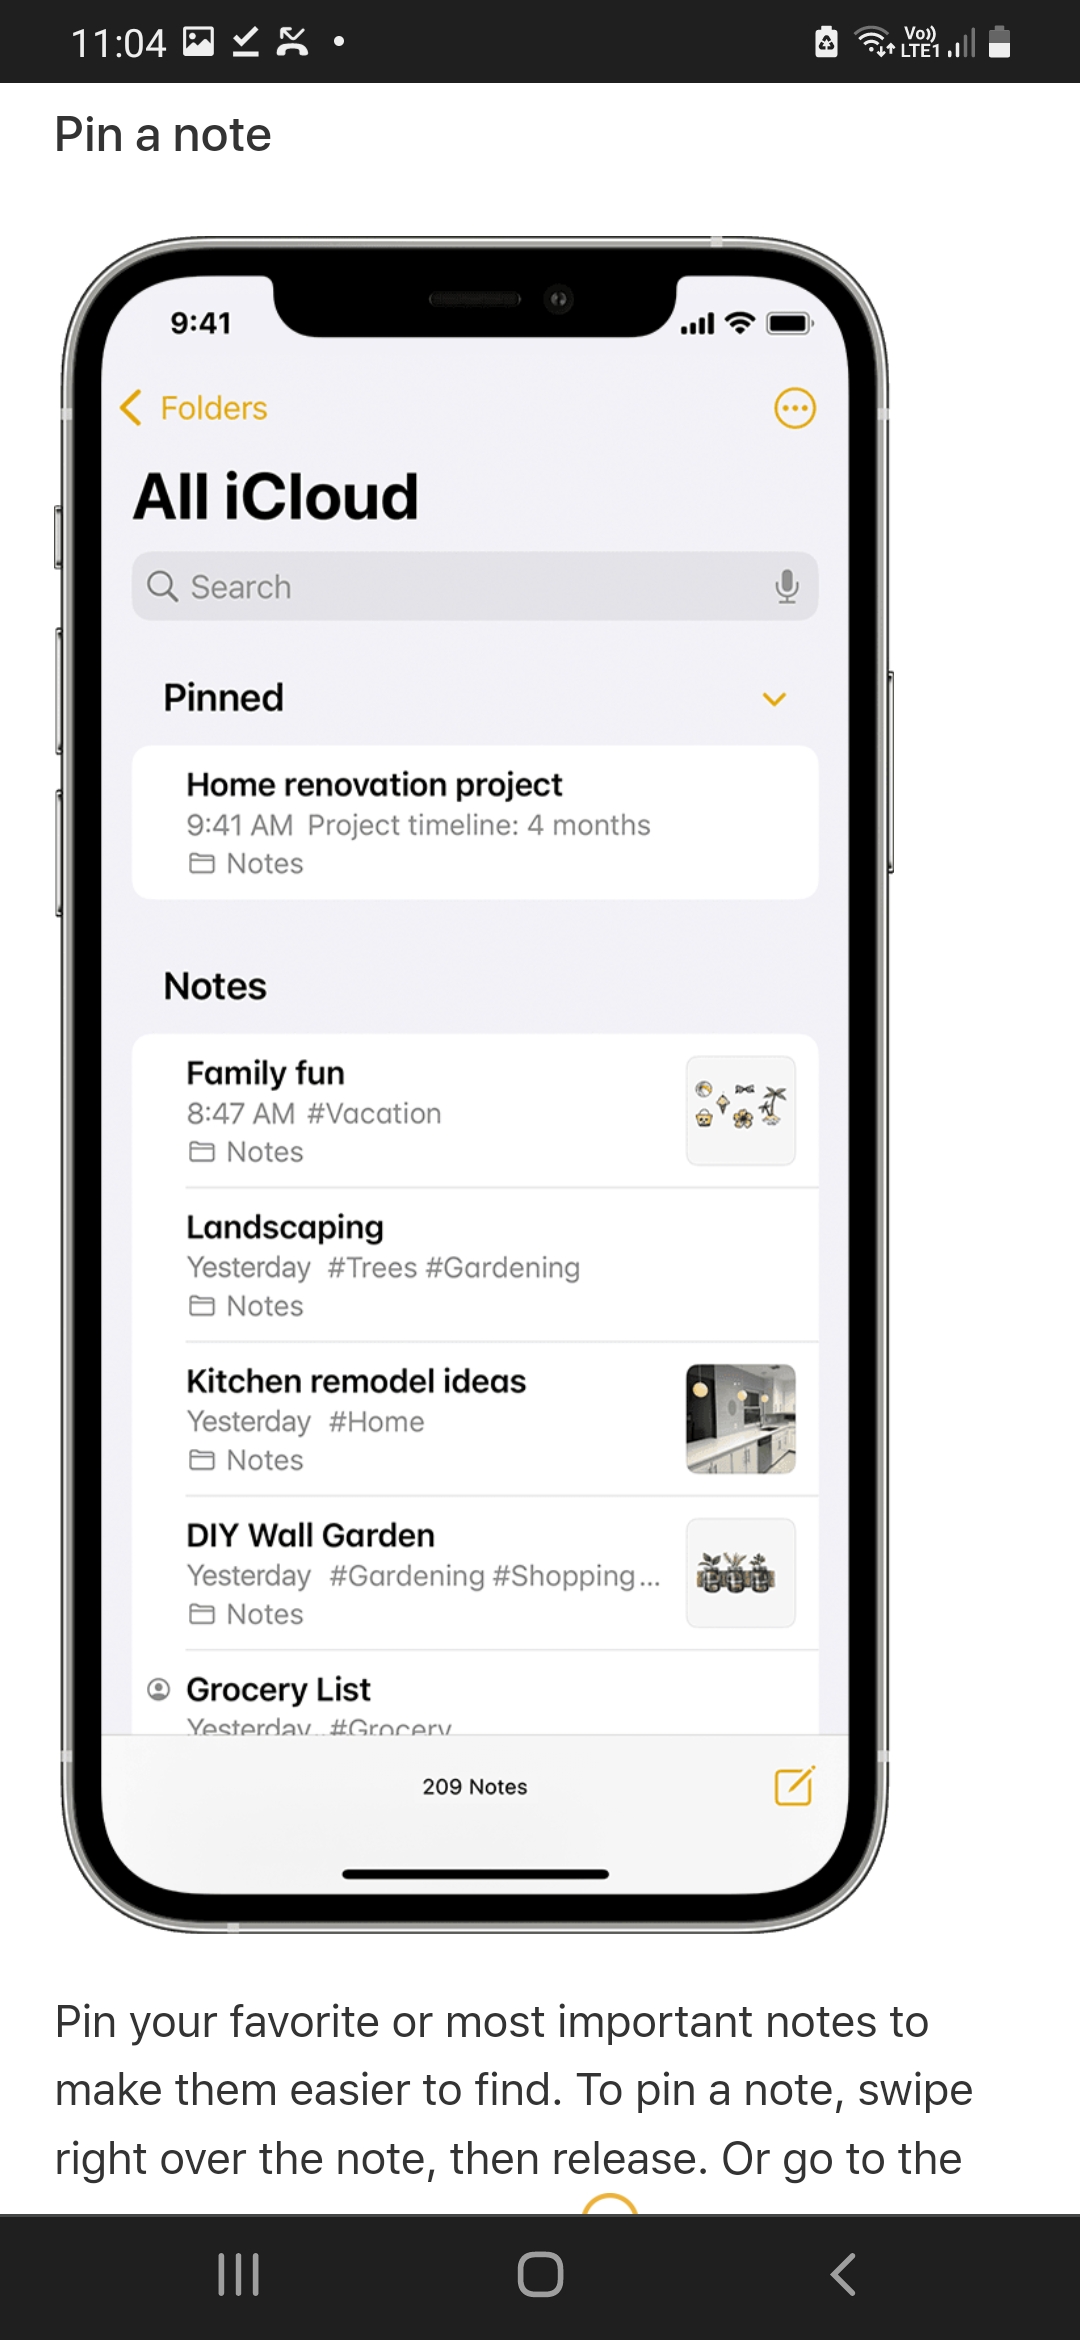 11:04
Vo))
LTE1
Pin a note
9:41
Folders
All iCloud
Search
Pinned
Home renovation project
9:41 AM Project timeline: 4 months
Notes
Notes
Family fun
8:47 AM #Vacation
Notes
Landscaping
Yesterday #Trees #Gardening
Notes
Kitchen remodel ideas
Yesterday #Home
Notes
DIY Wall Garden
Yesterday #Gardening #Shopping...
Notes
Grocery List
Yesterday #Grocery
209 Notes
Pin your favorite or most important notes to
make them easier to find. To pin a note, swipe
right over the note, then release. Or go to the